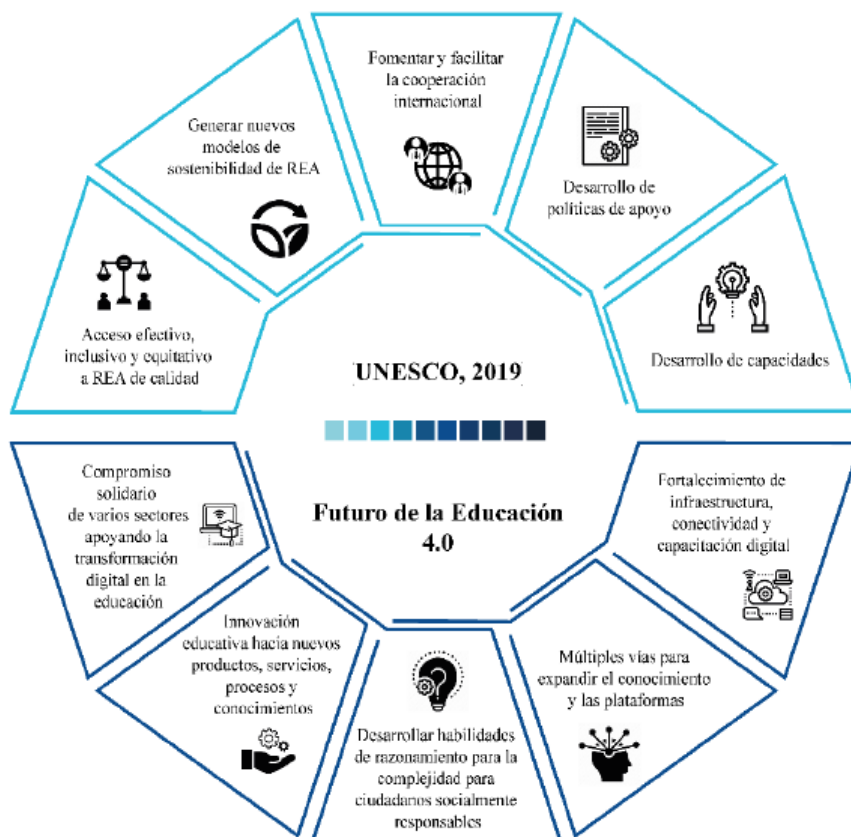 Fomentar y facilitar
la cooperación
internacional
Generar nuevos
modelos de
sostenibilidad de REA
Desarrollo de
políticas de apoyo
Acceso efectivo,
inclusivo y equitativo
a REA de calidad
Desarrollo de capacidades
UNESCO, 2019
Futuro de la Educación
4.0
Compromiso
solidario
de varios sectores
apoyando la
transformación
digital en la
educación
Fortalecimiento de
infraestructura,
conectividad y
capacitación digital
Innovación
educativa hacia nuevos
productos, servicios,
procesos y
conocimientos
Múltiples vías para
expandir el conocimiento
y las plataformas
Desarrollar habilidades
de razonamiento para la
complejidad para
ciudadanos socialmente
responsables